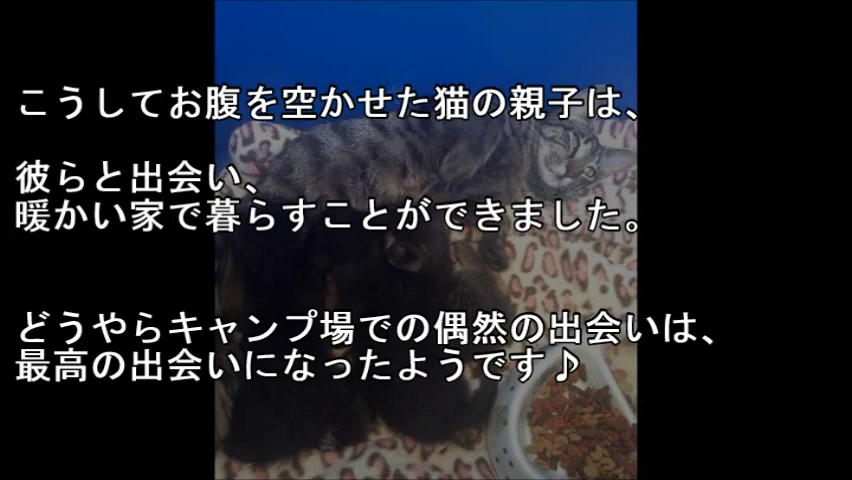 こうしてお腹を空かせた猫の親子は、
彼らと出会い、
暖かい家で暮らすことができました。
どうやらキャンプ場での偶然の出会いは、
最高の出会いになったようです♪